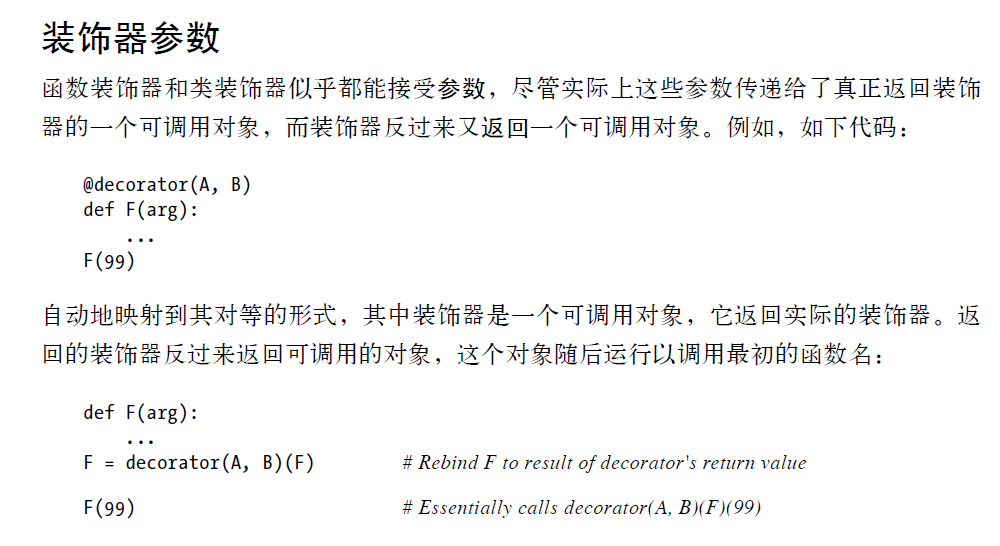 装饰器参数
函数装饰器和类装饰器似乎都能接受参数，尽管实际上这些参数传递给了真正返回装饰
器的一个可调用对象，而装饰器反过来又返回一个可调用对象。例如，如下代码：
@decorator(A, B)
def F(arg):
...
F(99)
自动地映射到其对等的形式，其中装饰器是一个可调用对象，它返回实际的装饰器。返
回的装饰器反过来返回可调用的对象，这个对象随后运行以调用最初的函数名：
def F(arg):
...
F = decorator(A, B)(F) # Rebind F to result of decorator's return value
F(99) # Essentially calls decorator(A, B)(F)(99)